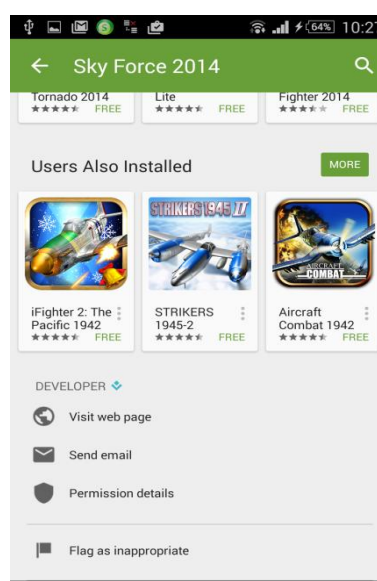 64% 10:27
Sky Force 2014
Tornado 2014
FREE
Lite
FREE
Fighter 2014
FREE
Users Also Installed
MORE
STRIKERS 1945 II
AIRCRAFT
COMBAT
iFighter 2: The
Pacific 1942
FREE
STRIKERS
1945-2
FREE
Aircraft
Combat 1942
FREE
DEVELOPER
Visit web page
Send email
Permission details
Flag as inappropriate